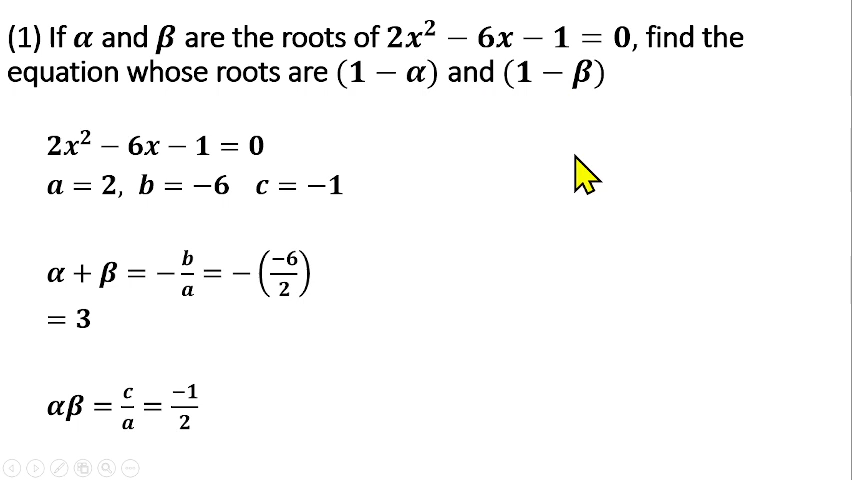 (1) If α and β are the roots of 2x² − 6x − 1 = 0, find the
equation whose roots are (1 − α) and (1 − β)
2x² − 6x − 1 = 0
a = 2, b = −6 c = −1
α + β = −b/a = −(−6/2)
= 3
αβ = c/a = −1/2